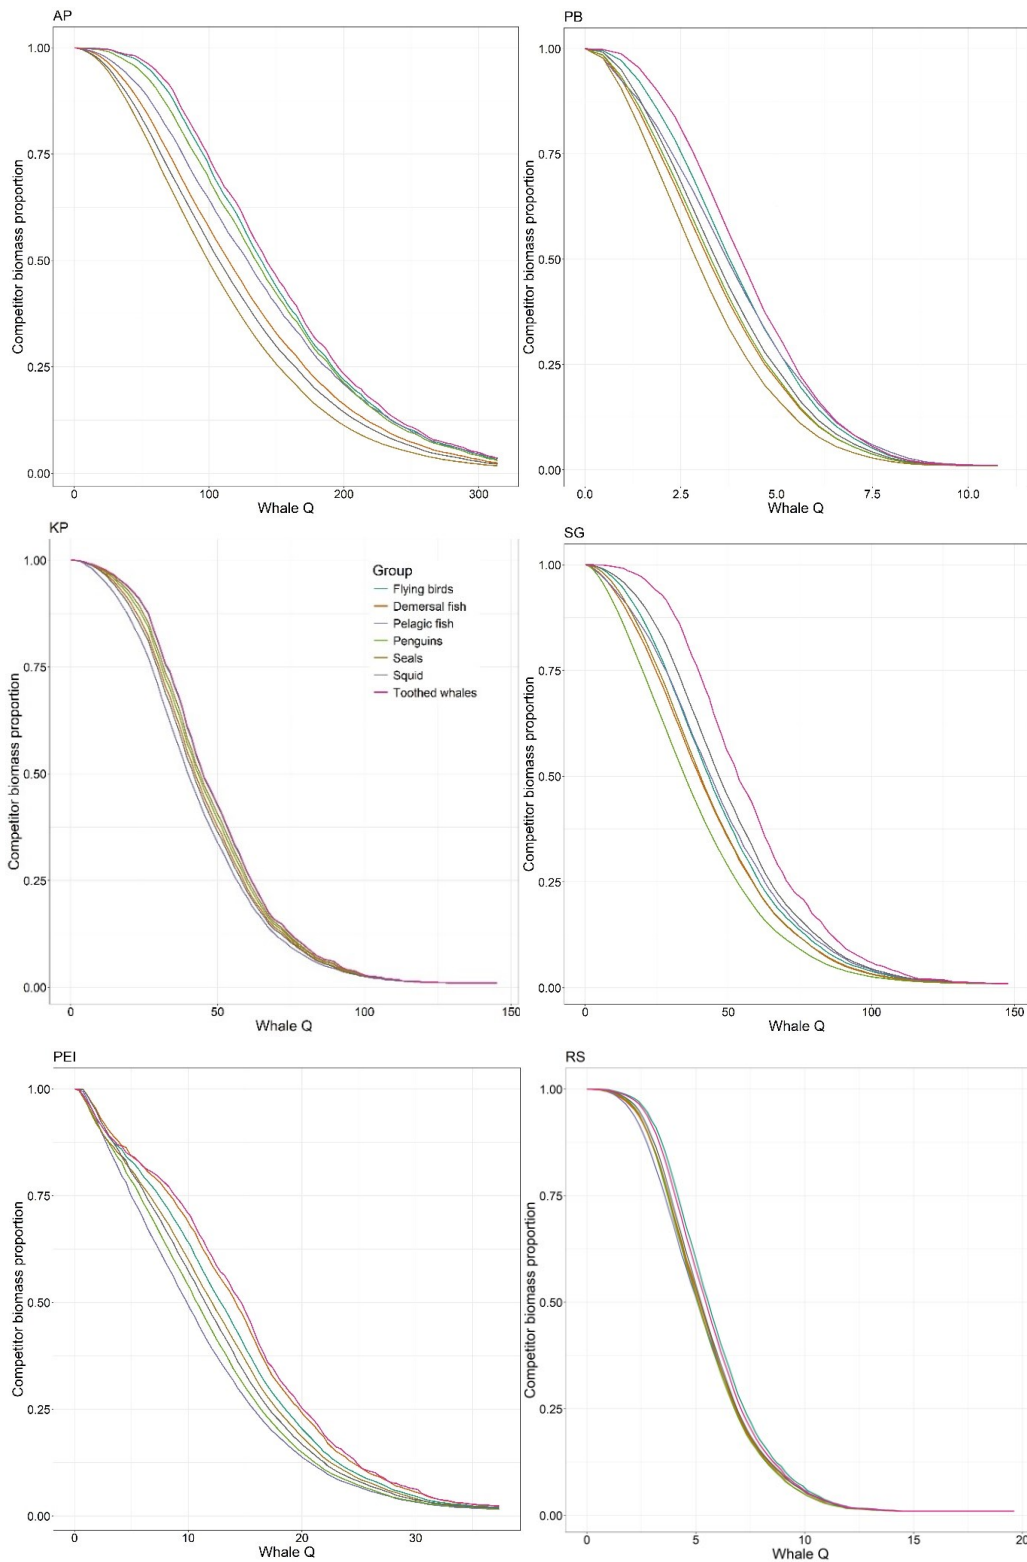 AP
1.00
0.75
0.50
0.25
0.00
Competitor biomass proportion
0
100
200
300
Whale Q
PB
1.00
0.75
0.50
0.25
0.00
Competitor biomass proportion
0.0
2.5
5.0
7.5
10.0
Whale Q
KP
1.00
0.75
0.50
0.25
0.00
Competitor biomass proportion
Group
Flying birds
Demersal fish
Pelagic fish
Penguins
Seals
Squid
Toothed whales
0
50
100
150
Whale Q
SG
1.00
0.75
0.50
0.25
0.00
Competitor biomass proportion
0
50
100
150
Whale Q
PEI
1.00
0.75
0.50
0.25
0.00
Competitor biomass proportion
0
10
20
30
Whale Q
RS
1.00
0.75
0.50
0.25
0.00
Competitor biomass proportion
0
5
10
15
20
Whale Q